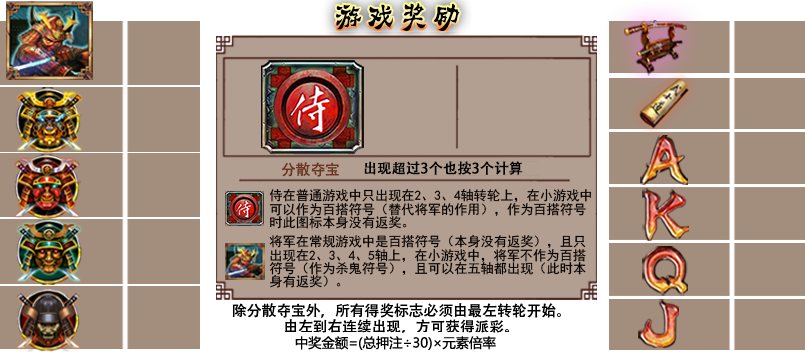 游戏奖励
侍
分散夺宝 出现超过3个也按3个计算
侍在普通游戏中只出现在2、3、4轴转轮上，在小游戏中
可以作为百搭符号（替代将军的作用），作为百搭符号
时此图标本身没有返奖。
将军在常规游戏中是百搭符号（本身没有返奖），且只
出现在2、3、4、5轴上，在小游戏中，将军不作为百搭
符号（作为杀鬼符号），且可以在五轴都出现（此时本
身有返奖）。
除分散夺宝外，所有得奖标志必须由最左转轮开始。
由左到右连续出现，方可获得派彩。
中奖金额=(总押注÷30)×元素倍率
A
K
Q
J